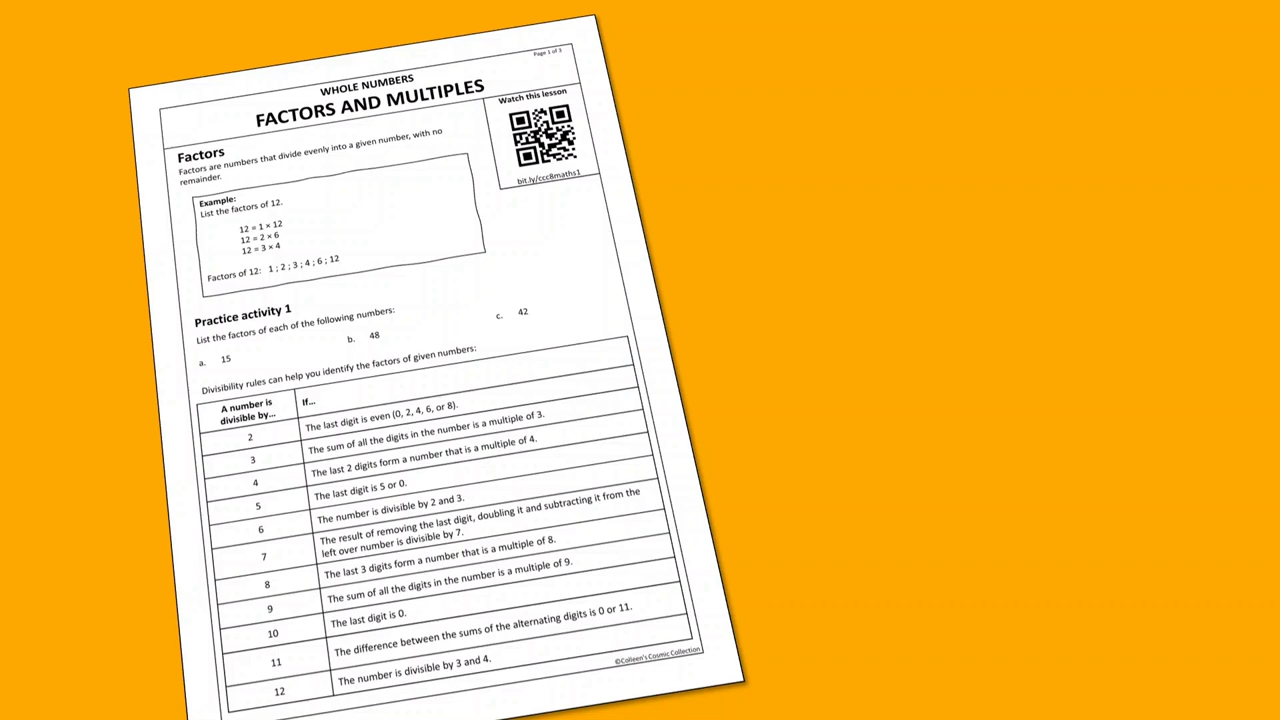 Page 1 of 3
WHOLE NUMBERS
FACTORS AND MULTIPLES
Watch this lesson
bit.ly/ccc8maths1
Factors
Factors are numbers that divide evenly into a given number, with no
remainder.
Example:
List the factors of 12.
12 = 1 × 12
12 = 2 × 6
12 = 3 × 4
Factors of 12: 1 ; 2 ; 3 ; 4 ; 6 ; 12
Practice activity 1
List the factors of each of the following numbers:
a. 15 b. 48 c. 42
Divisibility rules can help you identify the factors of given numbers:
A number is
divisible by...
If...
2 The last digit is even (0, 2, 4, 6, or 8).
3 The sum of all the digits in the number is a multiple of 3.
4 The last 2 digits form a number that is a multiple of 4.
5 The last digit is 5 or 0.
6 The number is divisible by 2 and 3.
7 The result of removing the last digit, doubling it and subtracting it from the
left over number is divisible by 7.
8 The last 3 digits form a number that is a multiple of 8.
9 The sum of all the digits in the number is a multiple of 9.
10 The last digit is 0.
11 The difference between the sums of the alternating digits is 0 or 11.
12 The number is divisible by 3 and 4.
©Colleen's Cosmic Collection